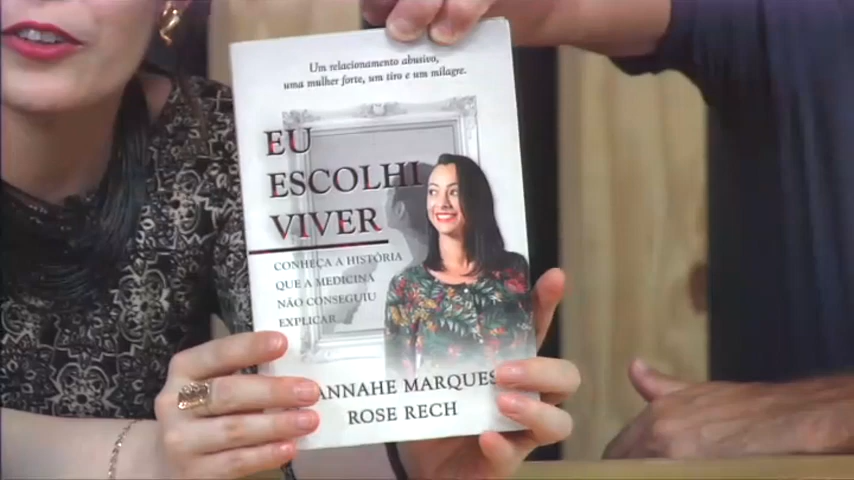 Um relacionamento abusivo,
uma mulher forte, um tiro e um milagre.
EU
ESCOLHI
VIVER
CONHEÇA A HISTÓRIA
QUE A MEDICINA
NÃO CONSEGUIU
EXPLICAR
ANNAHE MARQUES
ROSE RECH